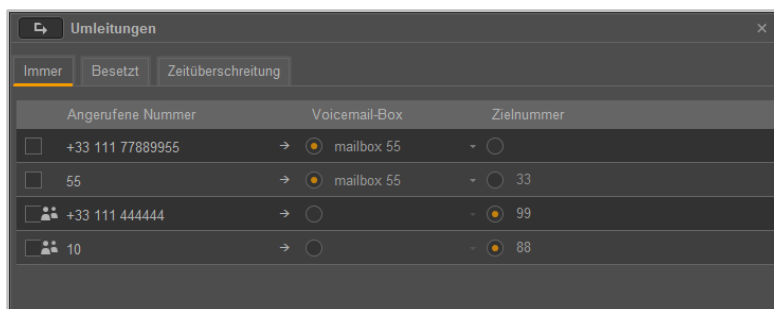 Umleitungen
Immer Besetzt Zeitüberschreitung
Angerufene Nummer Voicemail-Box Zielnummer
+33 111 77889955 → mailbox 55
55 → mailbox 55 33
+33 111 444444 → 99
10 → 88